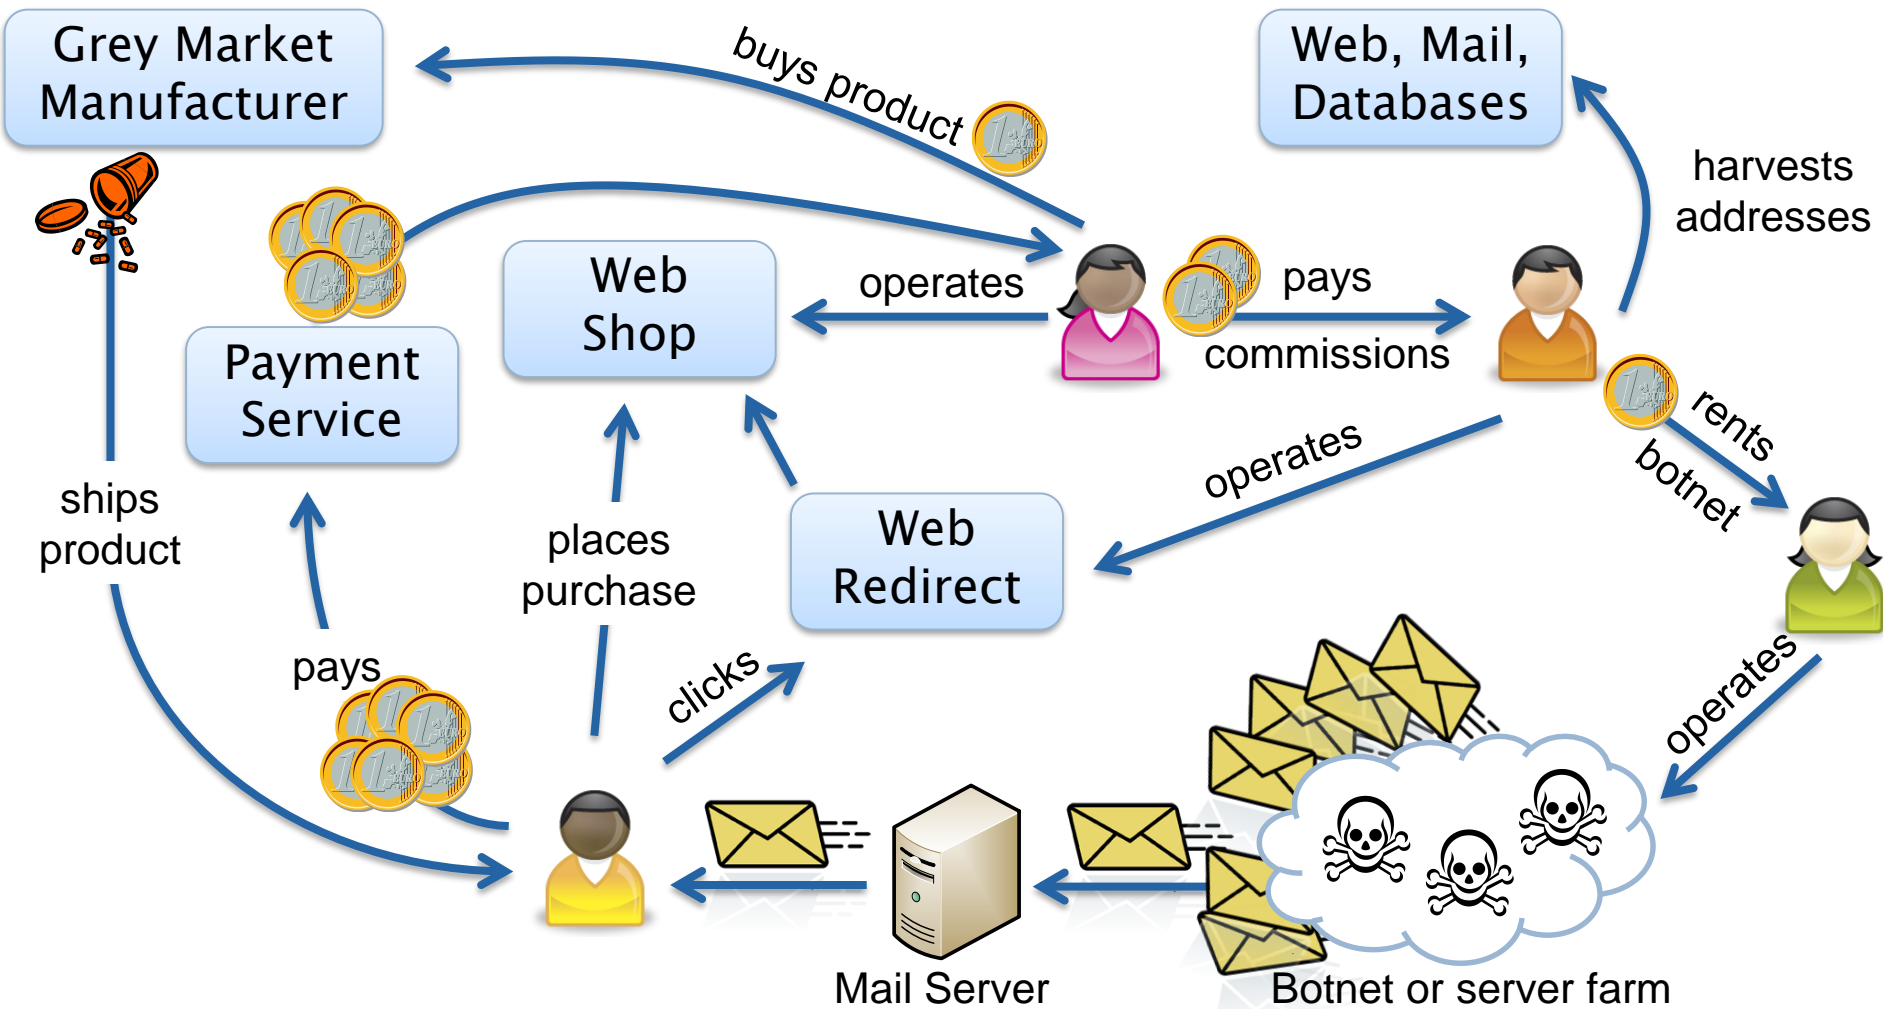 Grey Market
Manufacturer
buys product
Web, Mail,
Databases
harvests
addresses
Payment
Service
Web
Shop
operates
pays
commissions
rents
botnet
operates
ships
product
places
purchase
Web
Redirect
pays
clicks
operates
Mail Server
Botnet or server farm